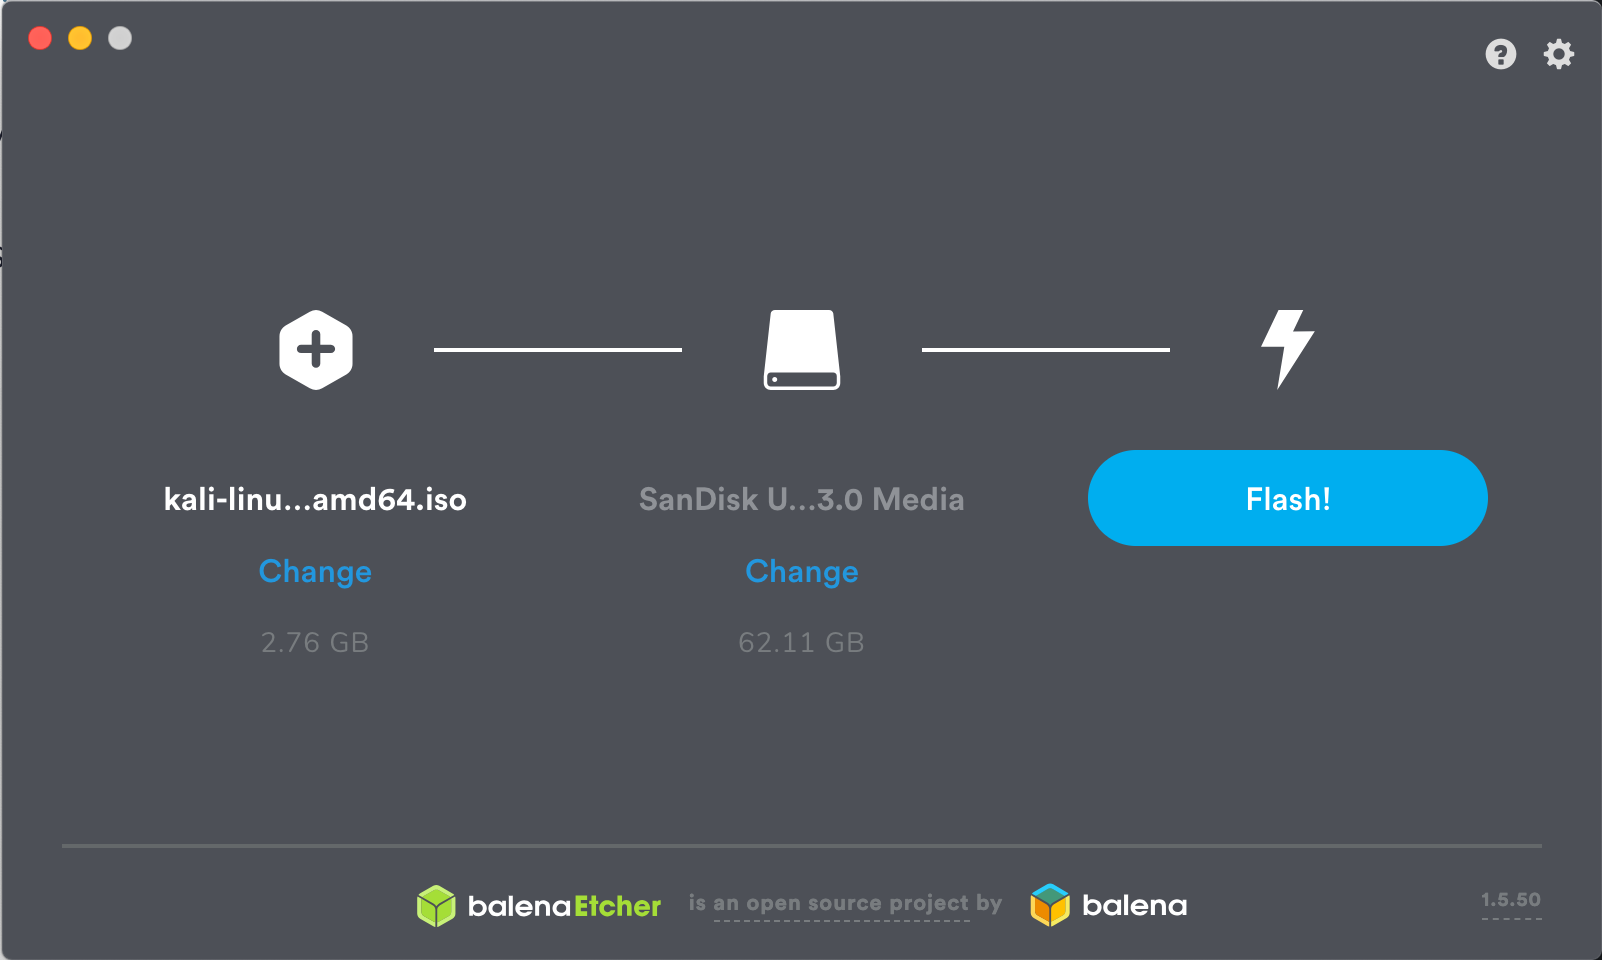 kali-linu...amd64.iso
Change
2.76 GB
SanDisk U...3.0 Media
Change
62.11 GB
Flash!
balenaEtcher is an open source project by balena
1.5.50